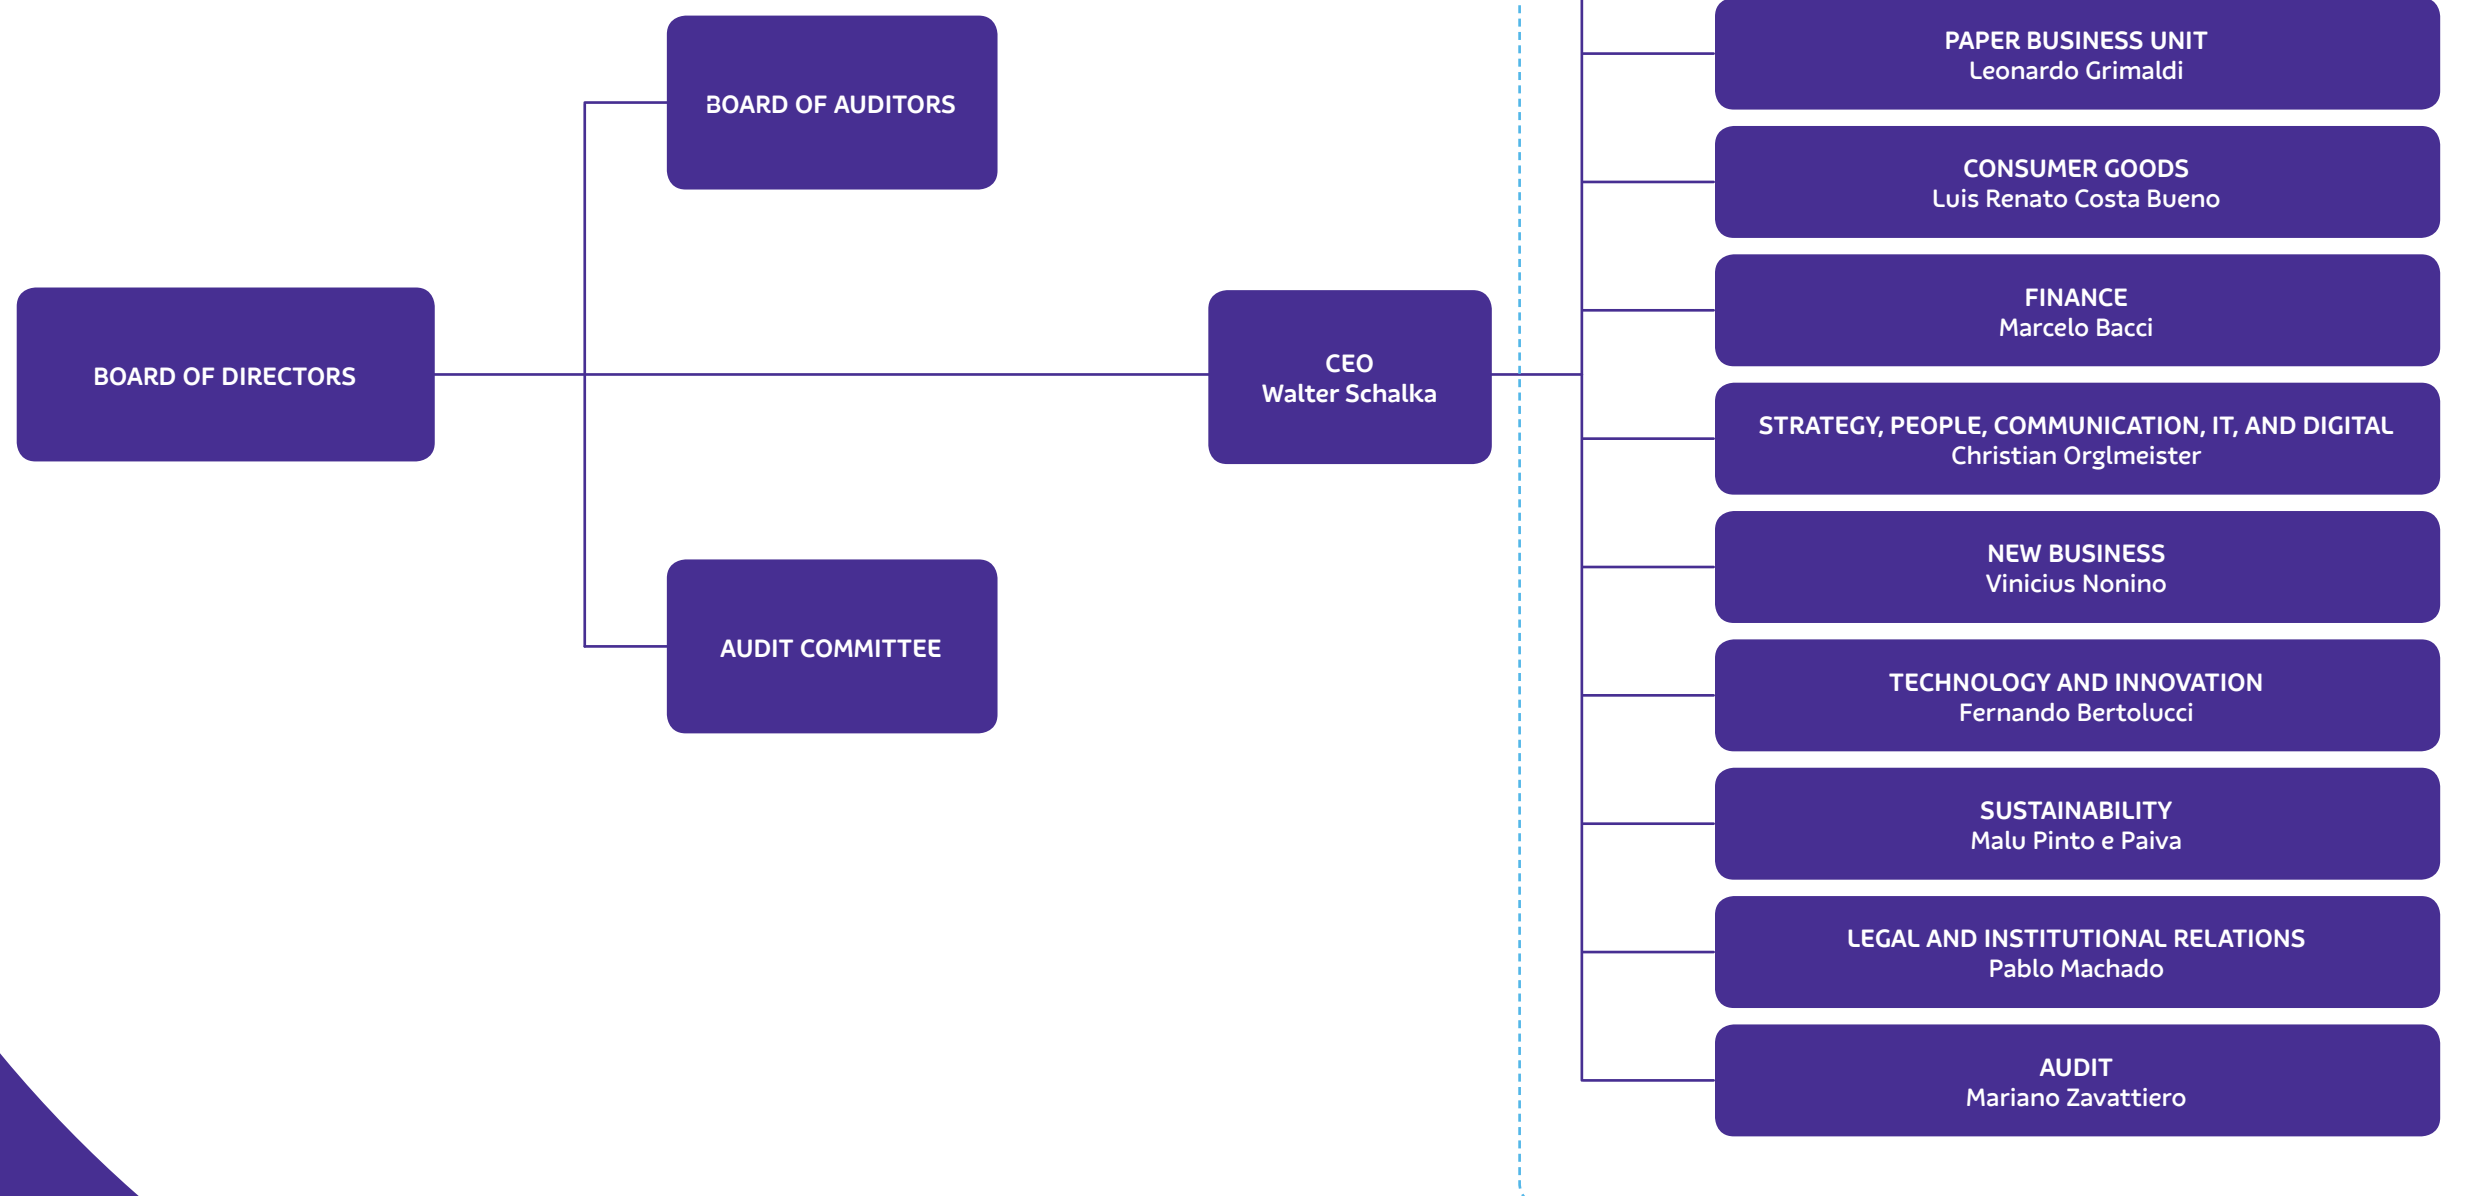 BOARD OF DIRECTORS
BOARD OF AUDITORS
AUDIT COMMITTEE
CEO
Walter Schalka
PAPER BUSINESS UNIT
Leonardo Grimaldi
CONSUMER GOODS
Luis Renato Costa Bueno
FINANCE
Marcelo Bacci
STRATEGY, PEOPLE, COMMUNICATION, IT, AND DIGITAL
Christian Orglmeister
NEW BUSINESS
Vinicius Nonino
TECHNOLOGY AND INNOVATION
Fernando Bertolucci
SUSTAINABILITY
Malu Pinto e Paiva
LEGAL AND INSTITUTIONAL RELATIONS
Pablo Machado
AUDIT
Mariano Zavattiero